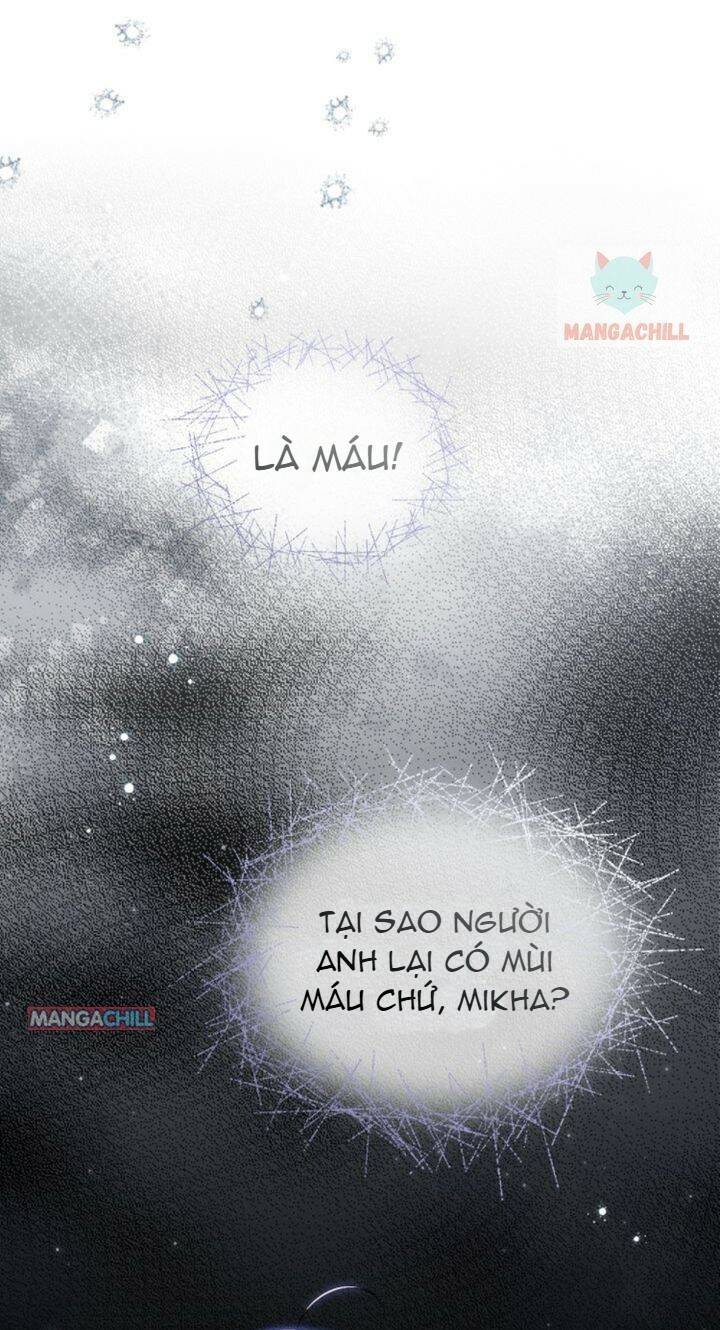 MANGACHILL
LÀ MÁU!
TẠI SAO NGƯỜI
ANH LẠI CÓ MÙI
MÁU CHỨ, MIKHA?
MANGACHILL